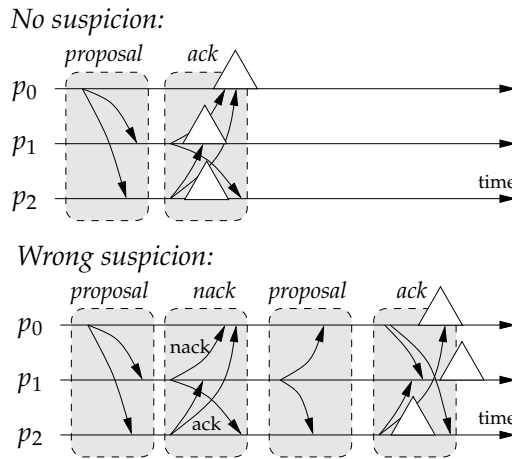 No suspicion:
proposal ack
p0
p1
p2
time
Wrong suspicion:
proposal nack proposal ack
p0
nack
p1
ack
time
p2